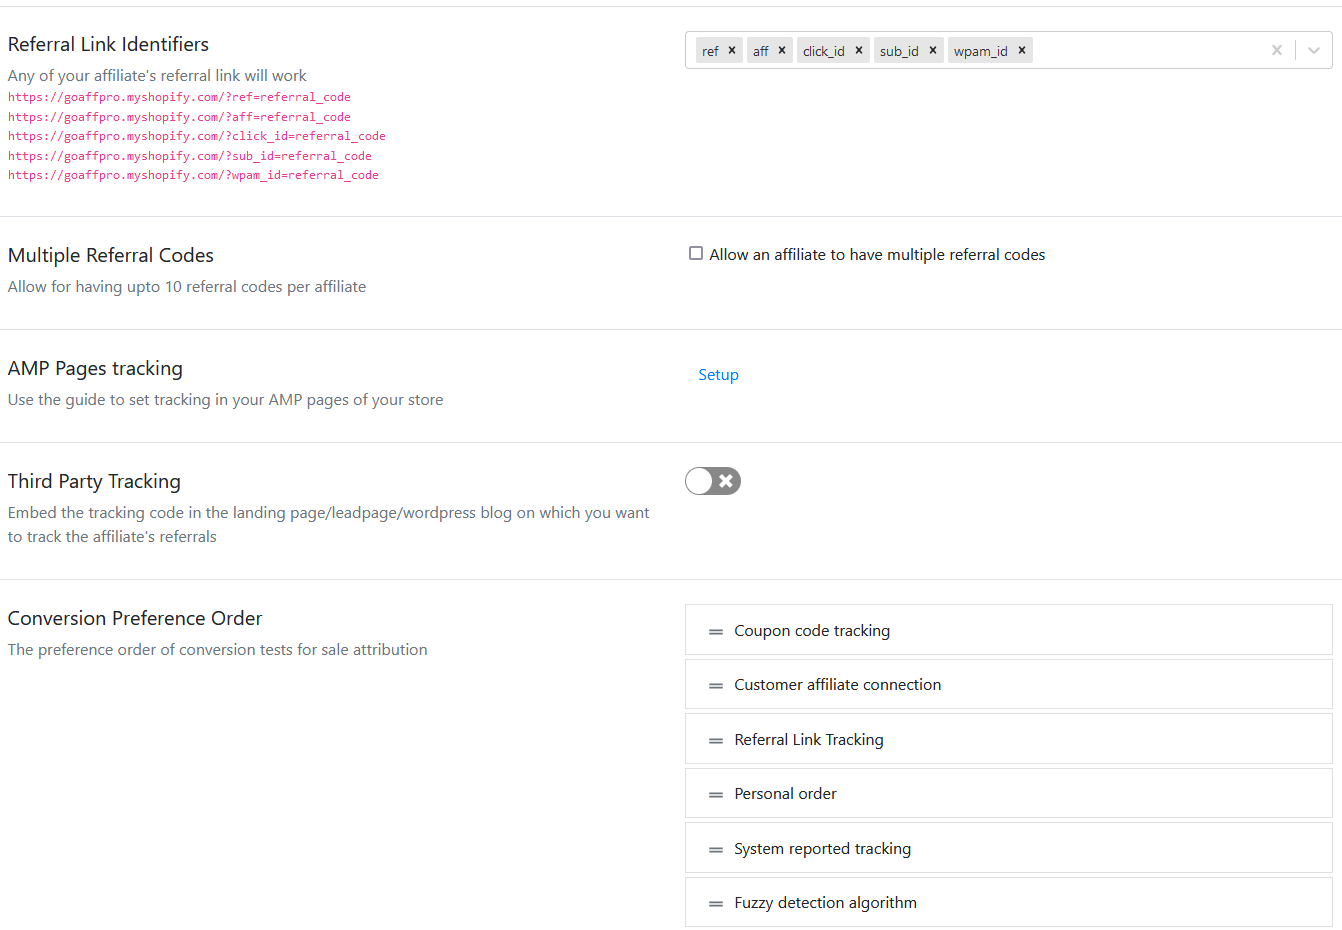 Referral Link Identifiers
Any of your affiliate's referral link will work
https://goaffpro.myshopify.com/?ref=referral_code
https://goaffpro.myshopify.com/?aff=referral_code
https://goaffpro.myshopify.com/?click_id=referral_code
https://goaffpro.myshopify.com/?sub_id=referral_code
https://goaffpro.myshopify.com/?wpam_id=referral_code
ref aff click_id sub_id wpam_id
Multiple Referral Codes
Allow for having upto 10 referral codes per affiliate
Allow an affiliate to have multiple referral codes
AMP Pages tracking
Use the guide to set tracking in your AMP pages of your store
Setup
Third Party Tracking
Embed the tracking code in the landing page/leadpage/wordpress blog on which you want
to track the affiliate's referrals
Conversion Preference Order
The preference order of conversion tests for sale attribution
Coupon code tracking
Customer affiliate connection
Referral Link Tracking
Personal order
System reported tracking
Fuzzy detection algorithm